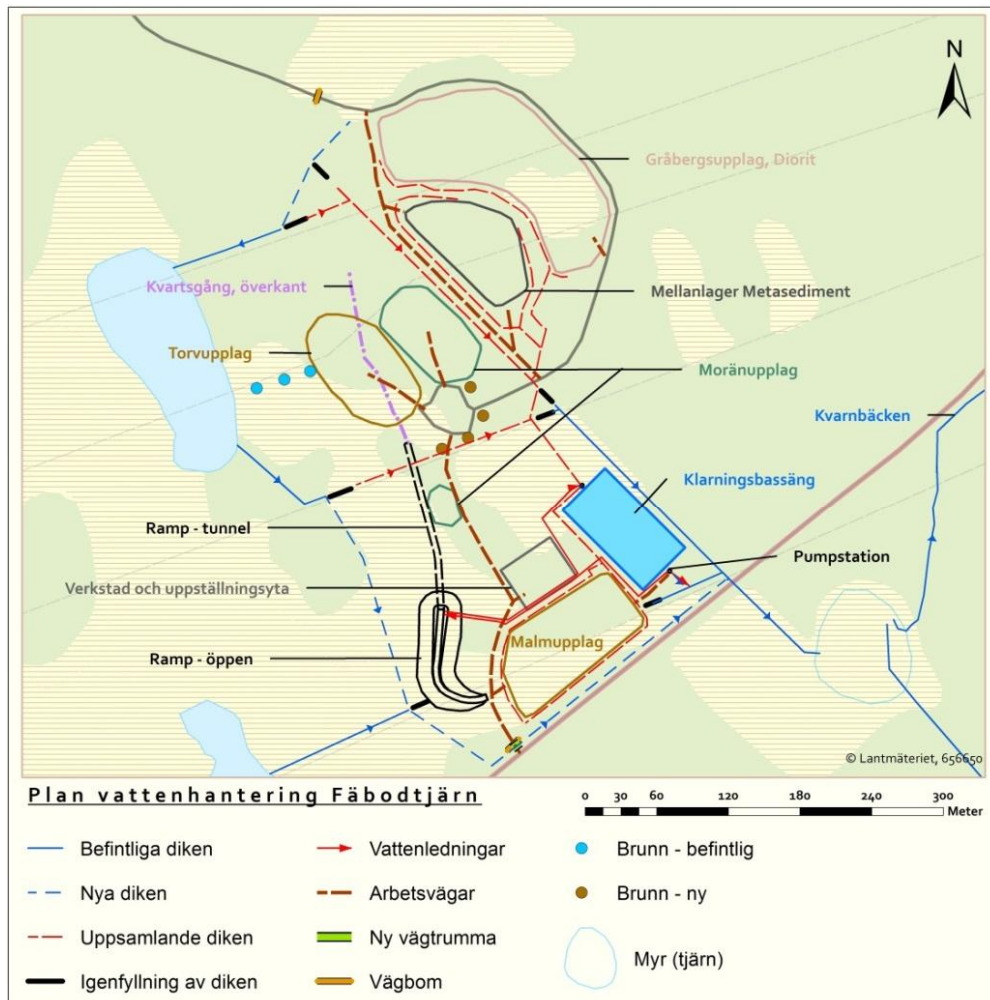 N
Gråbergsupplag, Diorit
Kvartsgång, överkant
Mellanlager Metasediment
Torvupplag
Moränupplag
Kvarnbäcken
Klarningsbassäng
Ramp - tunnel
Pumpstation
Verkstad och uppställningsyta
Malmupplag
Ramp - öppen
© Lantmäteriet, 656650
Plan vattenhantering Fäbodtjärn
0 30 60 120 180 240 300
Meter
Befintliga diken
Vattenledningar
Brunn - befintlig
Nya diken
Arbetsvägar
Brunn - ny
Uppsamlande diken
Ny vägtrumma
Myr (tjärn)
Igenfyllning av diken
Vägbom